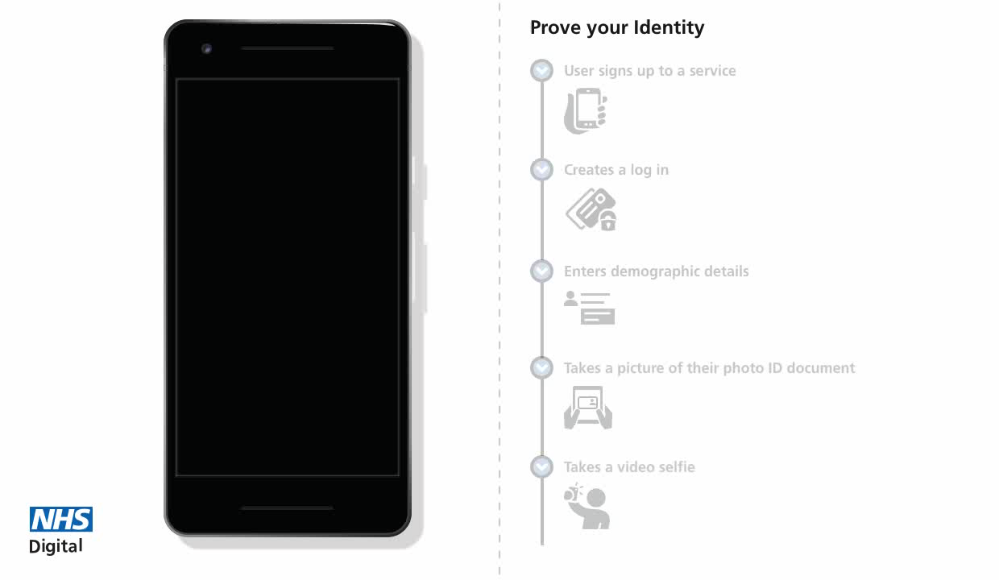 Prove your Identity
User signs up to a service
Creates a log in
Enters demographic details
Takes a picture of their photo ID document
Takes a video selfie
NHS
Digital